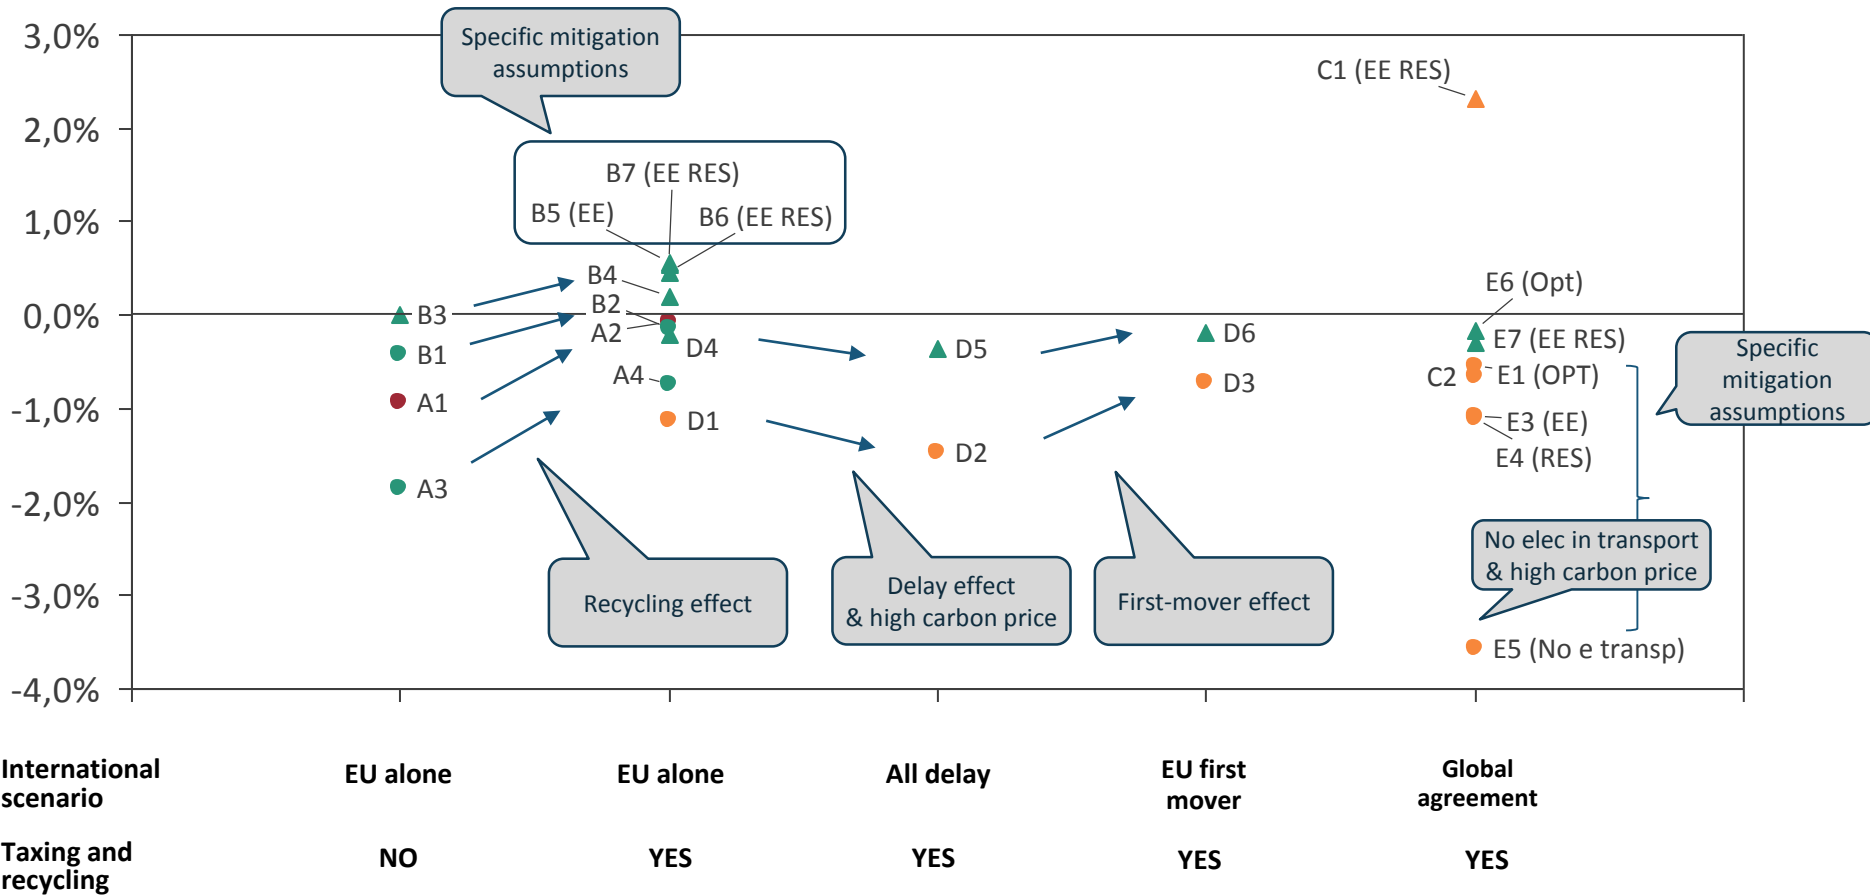 3,0%
2,0%
1,0%
0,0%
-1,0%
-2,0%
-3,0%
-4,0%
Specific mitigation
assumptions
B7 (EE RES)
B5 (EE)
B6 (EE RES)
B4
B2
A2
D4
A4
D1
B3
B1
A1
A3
D5
D2
D6
D3
C1 (EE RES)
E6 (Opt)
E7 (EE RES)
C2
E1 (OPT)
E3 (EE)
E4 (RES)
E5 (No e transp)
Specific
mitigation
assumptions
No elec in transport
& high carbon price
Recycling effect
Delay effect
& high carbon price
First-mover effect
International
scenario
EU alone
EU alone
All delay
EU first
mover
Global
agreement
Taxing and
recycling
NO
YES
YES
YES
YES